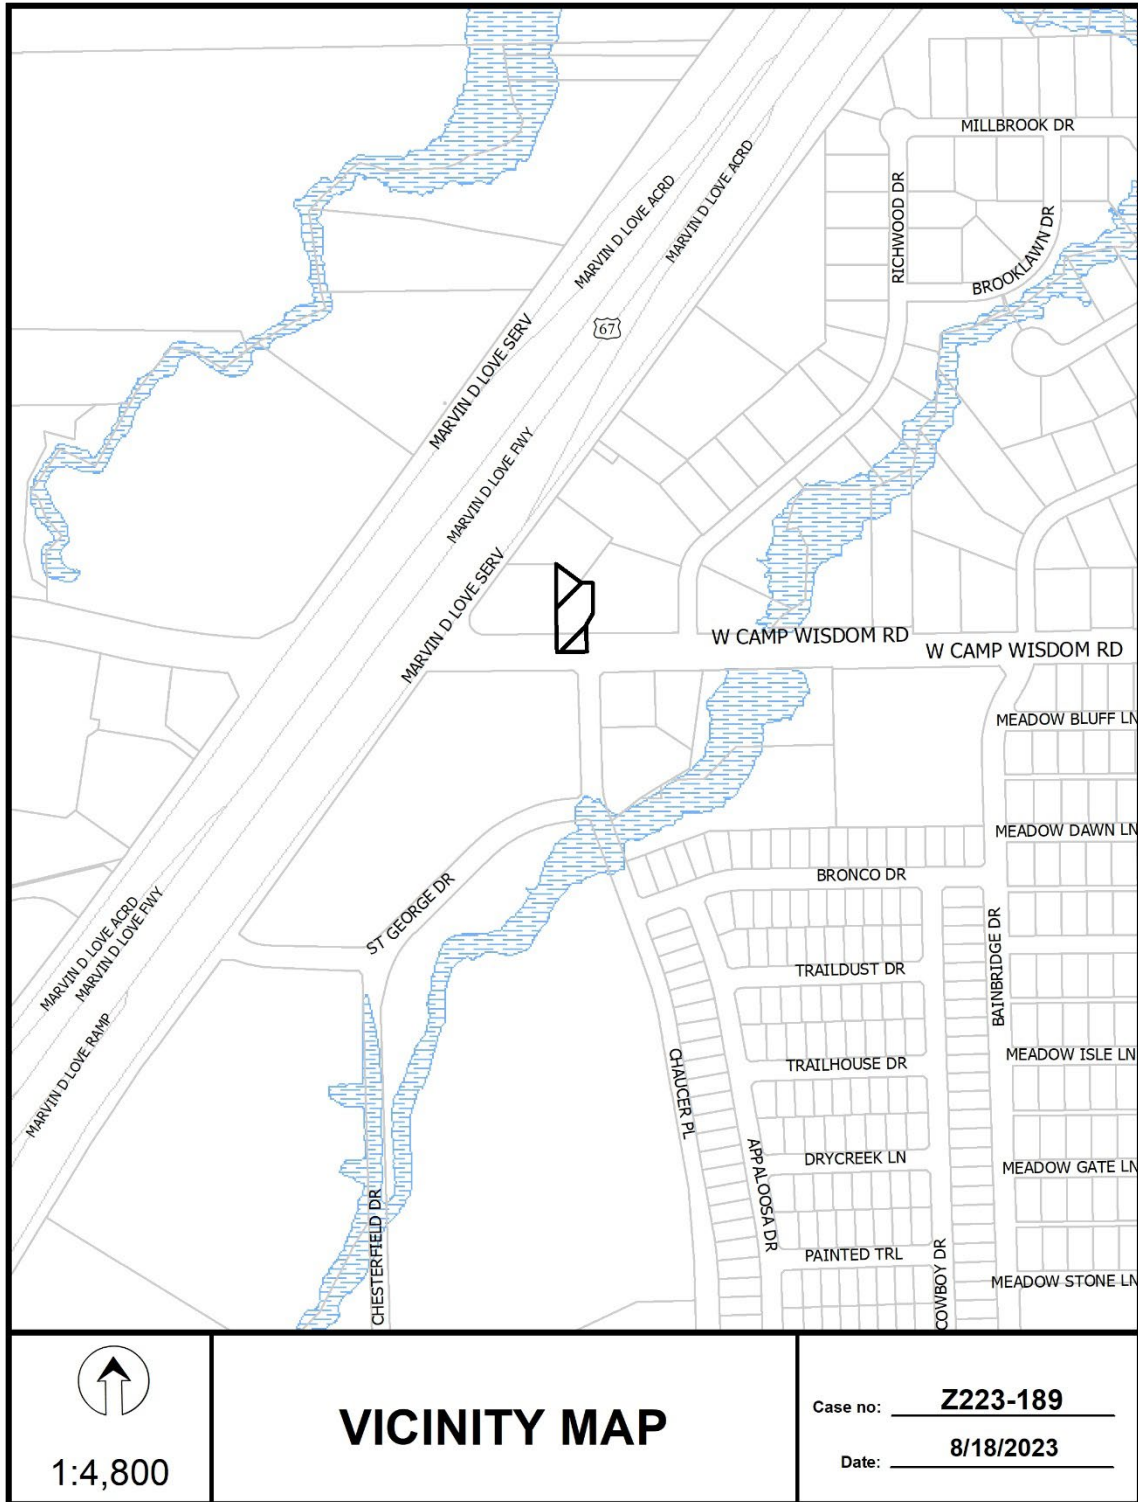 MILLBROOK DR
RICHWOOD DR
BROOKLAWN DR
MARVIN D LOVE ACRD
MARVIN D LOVE ACRD
67
MARVIN D LOVE SERV
MARVIN D LOVE FWY
MARVIN D LOVE SERV
W CAMP WISDOM RD
W CAMP WISDOM RD
MEADOW BLUFF LN
MEADOW DAWN LN
BRONCO DR
ST GEORGE DR
MARVIN D LOVE ACRD
MARVIN D LOVE FWY
BAINBRIDGE DR
TRAILDUST DR
MARVIN D LOVE RAMP
CHAUCER PL
TRAILHOUSE DR
MEADOW ISLE LN
APPALOOSA DR
DRYCREEK LN
MEADOW GATE LN
CHESTERFIELD DR
PAINTED TRL
COWBOY DR
MEADOW STONE LN
1:4,800
VICINITY MAP
Case no: Z223-189
Date: 8/18/2023